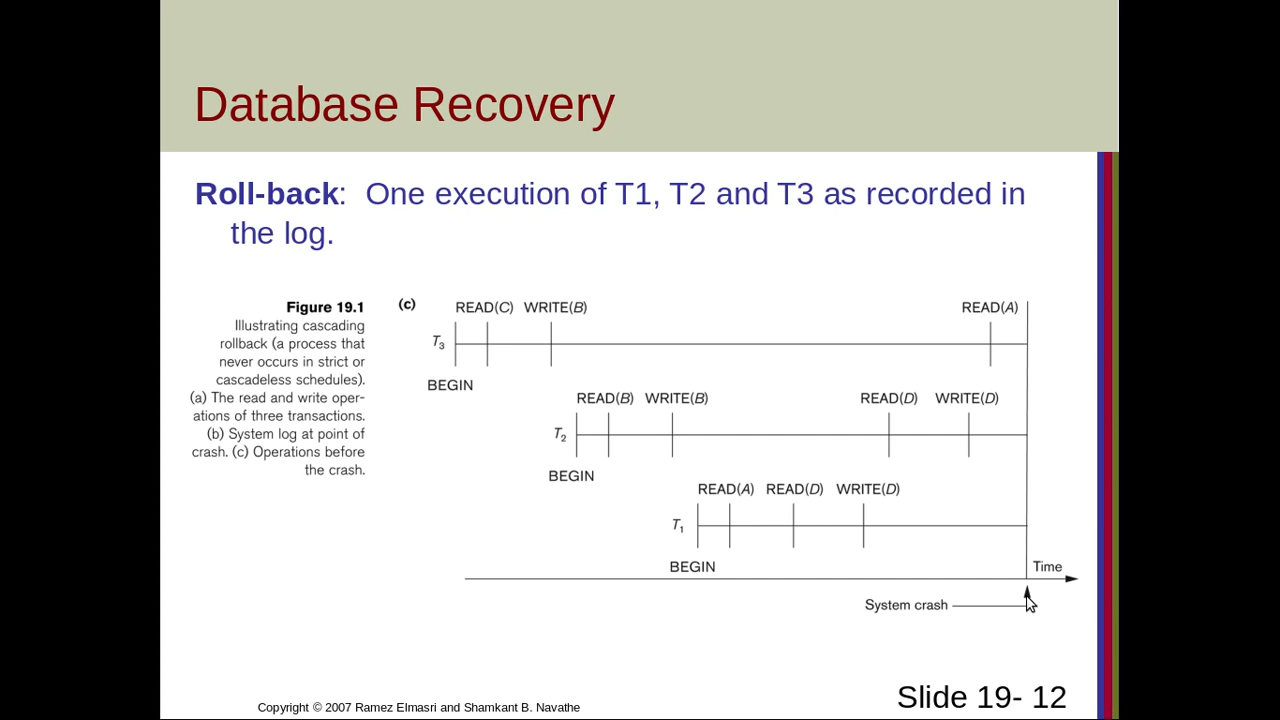 Database Recovery
Roll-back: One execution of T1, T2 and T3 as recorded in
the log.
Figure 19.1
Illustrating cascading
rollback (a process that
never occurs in strict or
cascadeless schedules).
(a) The read and write oper-
ations of three transactions.
(b) System log at point of
crash. (c) Operations before
the crash.
(c)
READ(C) WRITE(B) READ(A)
T3
BEGIN
READ(B) WRITE(B) READ(D) WRITE(D)
T2
BEGIN
READ(A) READ(D) WRITE(D)
T1
BEGIN
Time
System crash
Copyright © 2007 Ramez Elmasri and Shamkant B. Navathe
Slide 19- 12